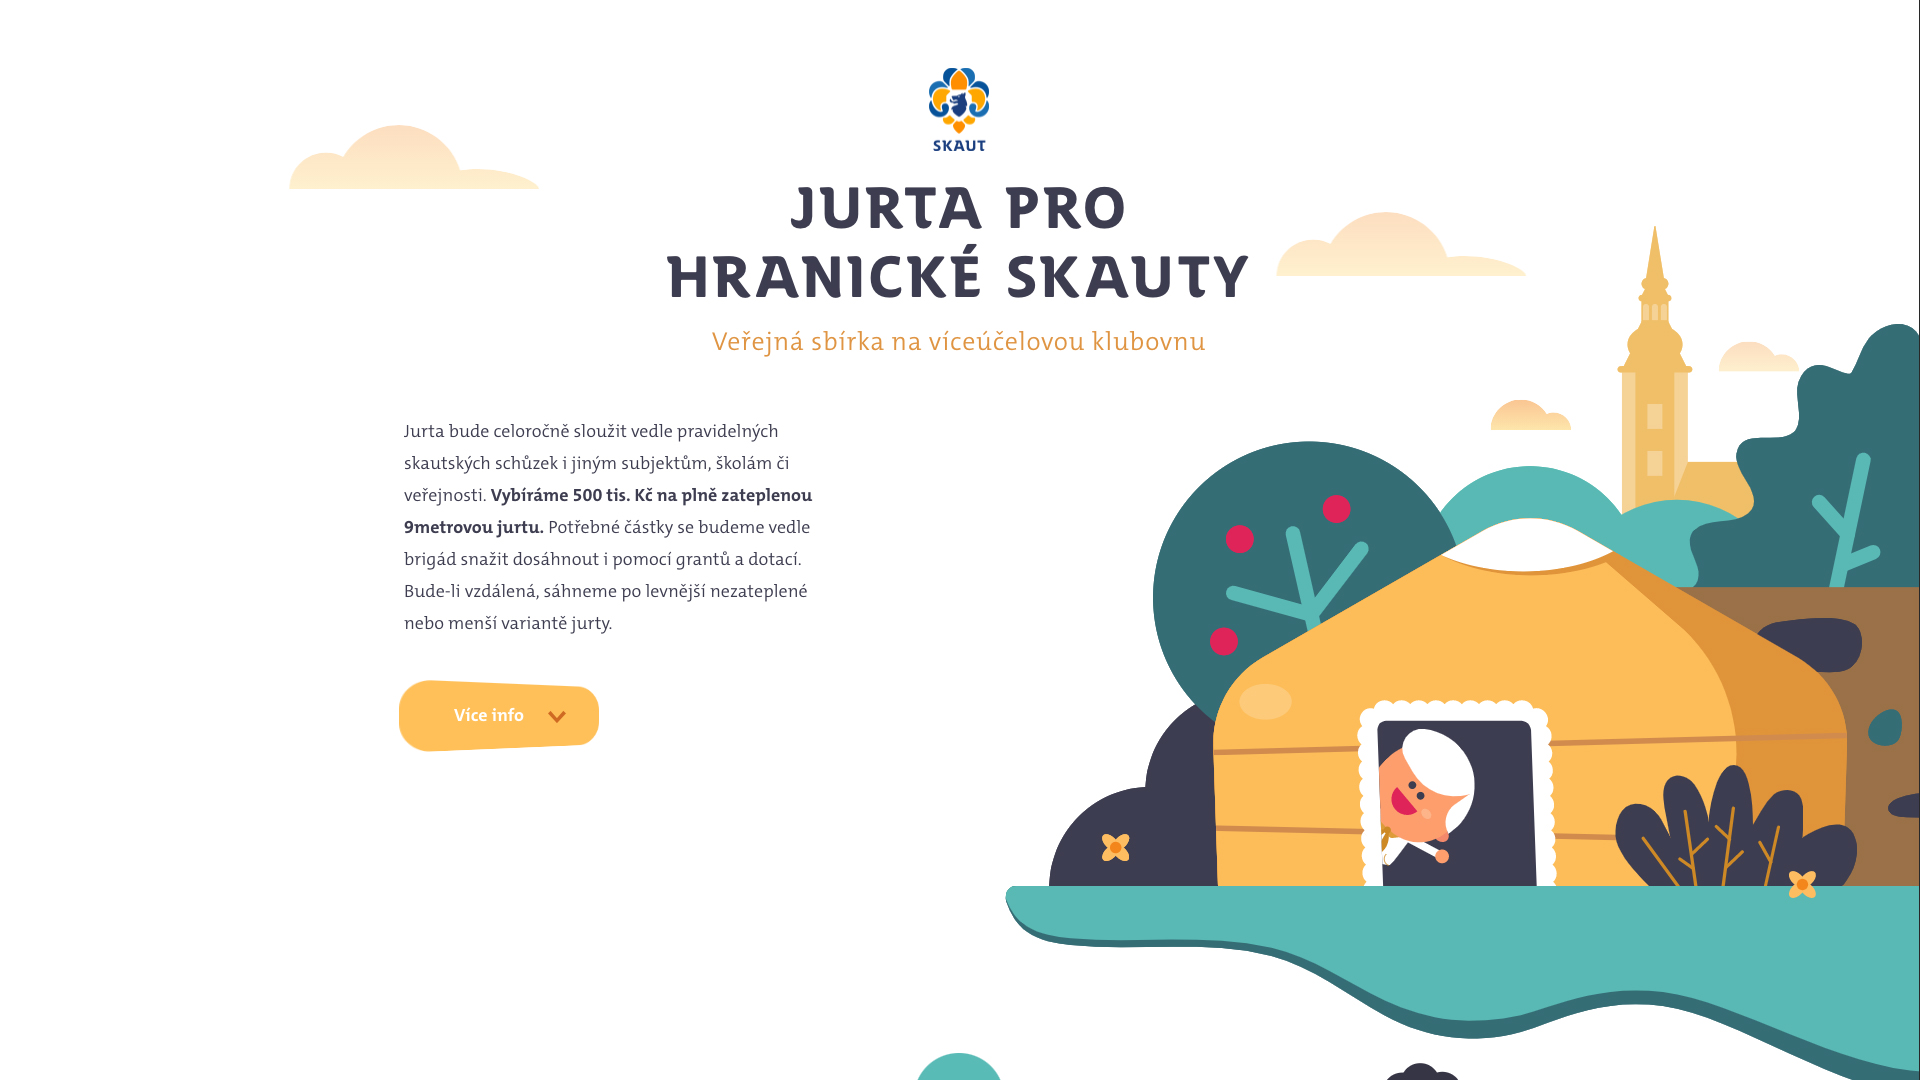 SKAUT
JURTA PRO
HRANICKÉ SKAUTY
Veřejná sbírka na víceúčelovou klubovnu
Jurta bude celoročně sloužit vedle pravidelných
skautských schůzek i jiným subjektům, školám či
veřejnosti. Vybíráme 500 tis. Kč na plně zateplenou
9metrovou jurtu. Potřebné částky se budeme vedle
brigád snažit dosáhnout i pomocí grantů a dotací.
Bude-li vzdálená, sáhneme po levnější nezateplené
nebo menší variantě jurty.
Více info